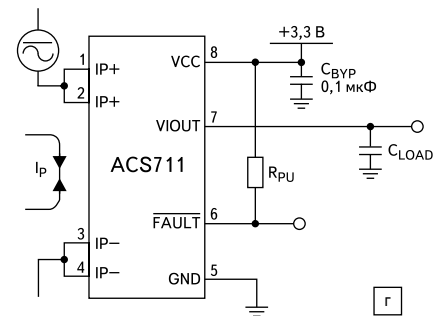 +3,3 В
1 IP+ VCC 8
C BYP
0,1 мкФ
2 IP+
VIOUT 7
I P
ACS711
C LOAD
R PU
3 IP−
FAULT 6
4 IP−
GND 5
г